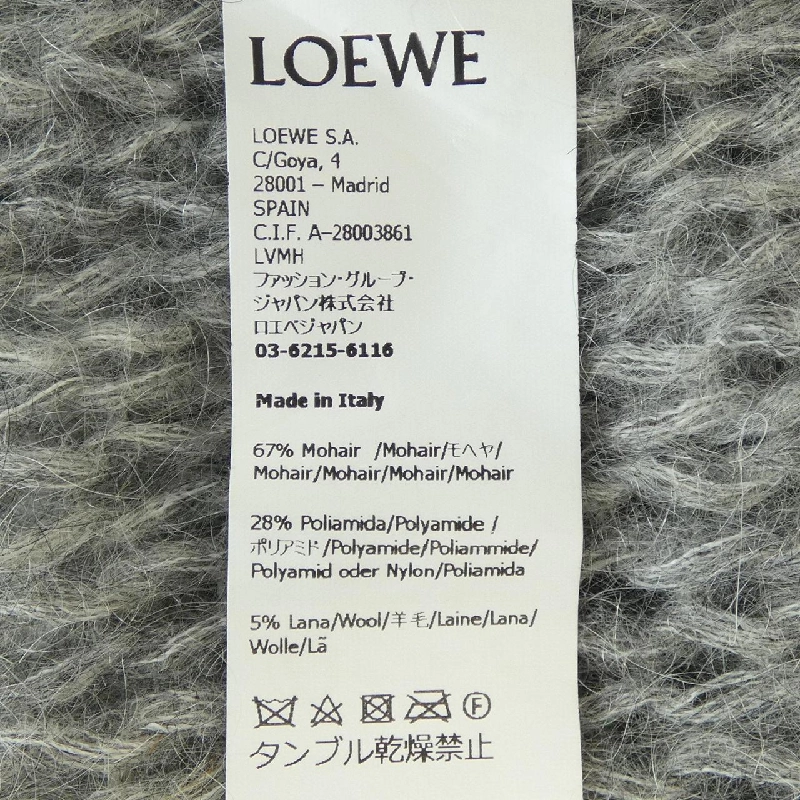 LOEWE
LOEWE S.A.
C/Goya, 4
28001 – Madrid
SPAIN
C.I.F. A-28003861
LVMH
ファッション・グループ・
ジャパン株式会社
ロエベジャパン
03-6215-6116
Made in Italy
67% Mohair /Mohair/モヘヤ/
Mohair/Mohair/Mohair/Mohair
28% Poliamida/Polyamide /
ポリアミド/Polyamide/Poliammide/
Polyamid oder Nylon/Poliamida
5% Lana/Wool/羊毛/Laine/Lana/
Wolle/Lã
F
タンブル乾燥禁止